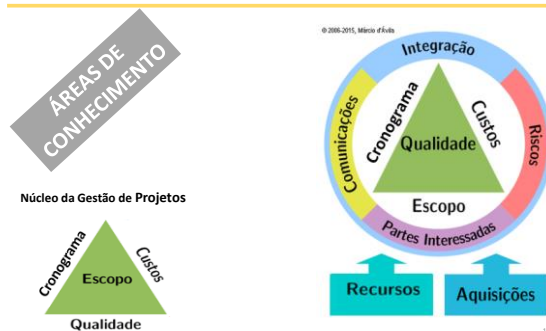 ÁREAS DE
CONHECIMENTO
Núcleo da Gestão de Projetos
Cronograma
Custos
Escopo
Qualidade
© 2006-2015, Márcio d'Ávila
Integração
Comunicações
Cronograma
Custos
Riscos
Qualidade
Escopo
Partes Interessadas
Recursos
Aquisições